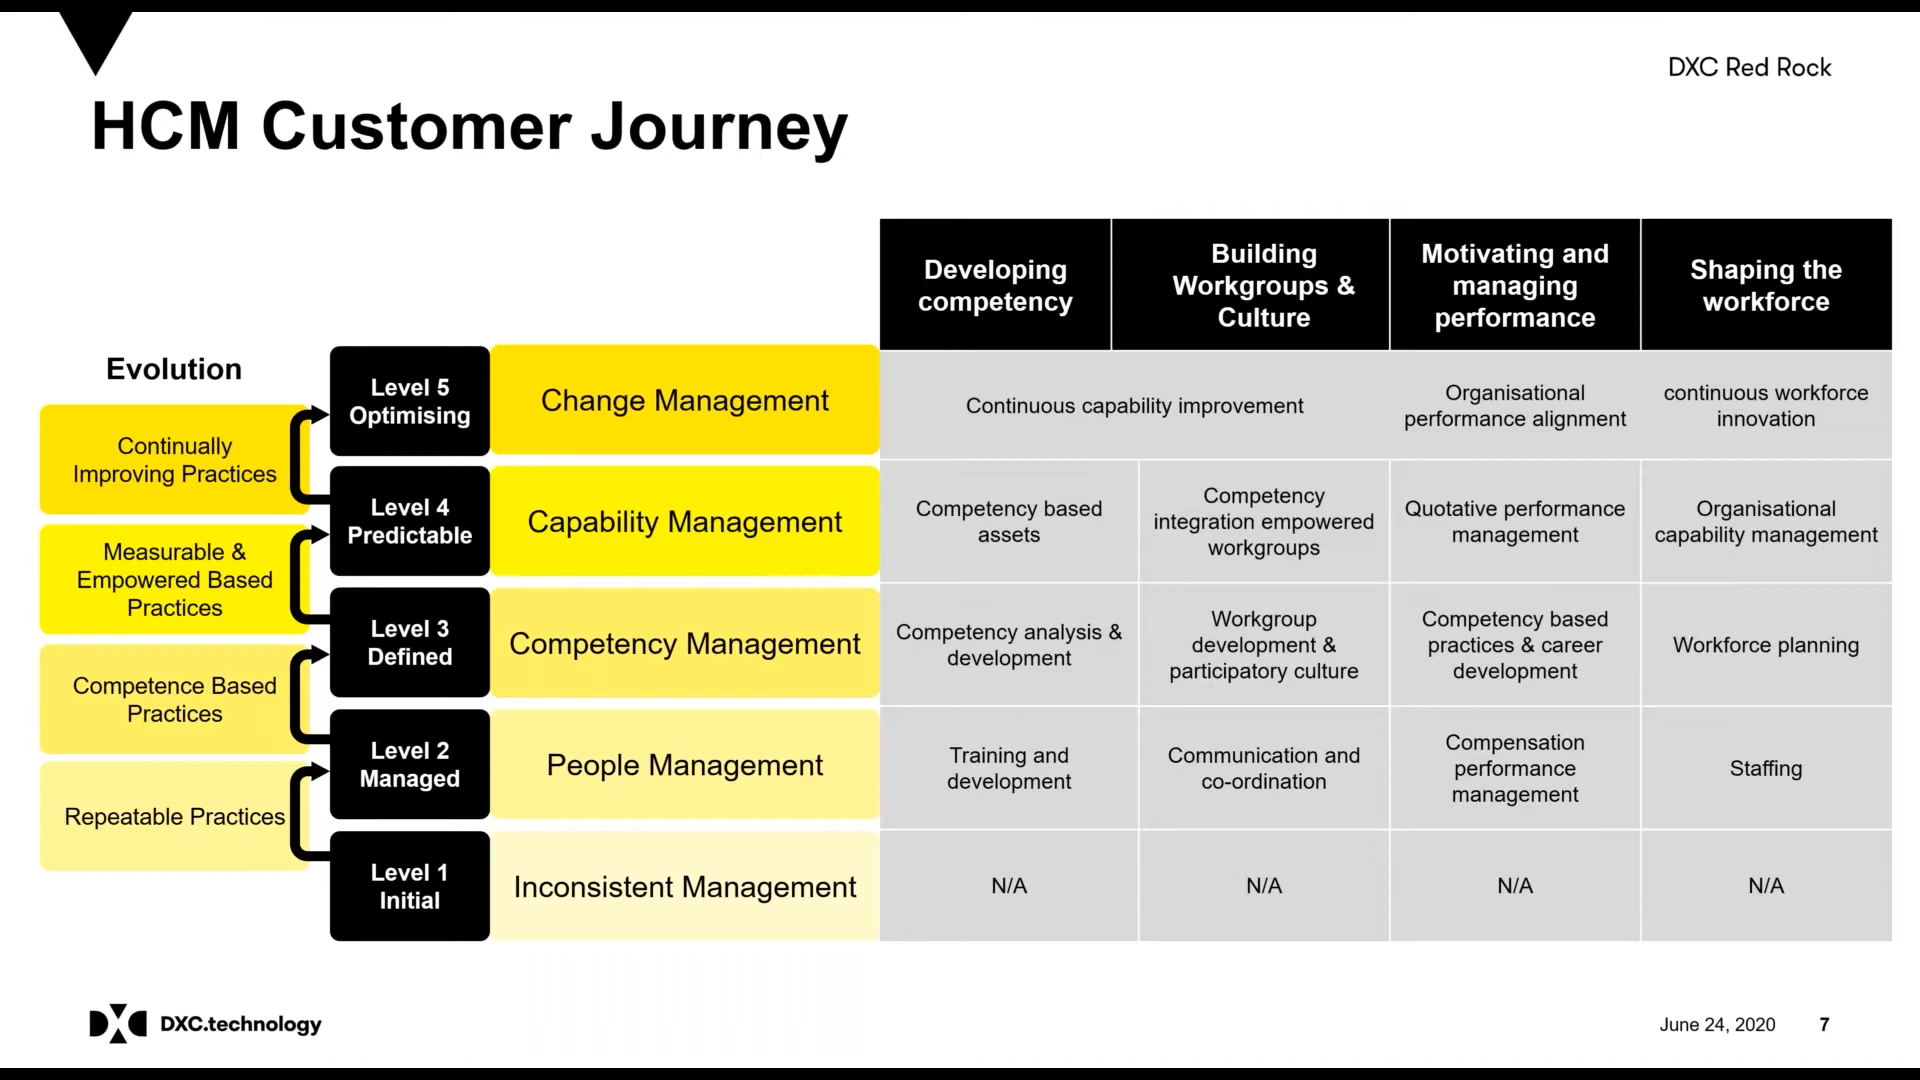 DXC Red Rock
HCM Customer Journey
Developing
competency
Building
Workgroups &
Culture
Motivating and
managing
performance
Shaping the
workforce
Evolution
Continually
Improving Practices
Measurable &
Empowered Based
Practices
Competence Based
Practices
Repeatable Practices
Level 5
Optimising
Change Management
Continuous capability improvement
Organisational
performance alignment
continuous workforce
innovation
Level 4
Predictable
Capability Management
Competency based
assets
Competency
integration empowered
workgroups
Quotative performance
management
Organisational
capability management
Level 3
Defined
Competency Management
Competency analysis &
development
Workgroup
development &
participatory culture
Competency based
practices & career
development
Workforce planning
Level 2
Managed
People Management
Training and
development
Communication and
co-ordination
Compensation
performance
management
Staffing
Level 1
Initial
Inconsistent Management
N/A
N/A
N/A
N/A
DXC.technology
June 24, 2020
7